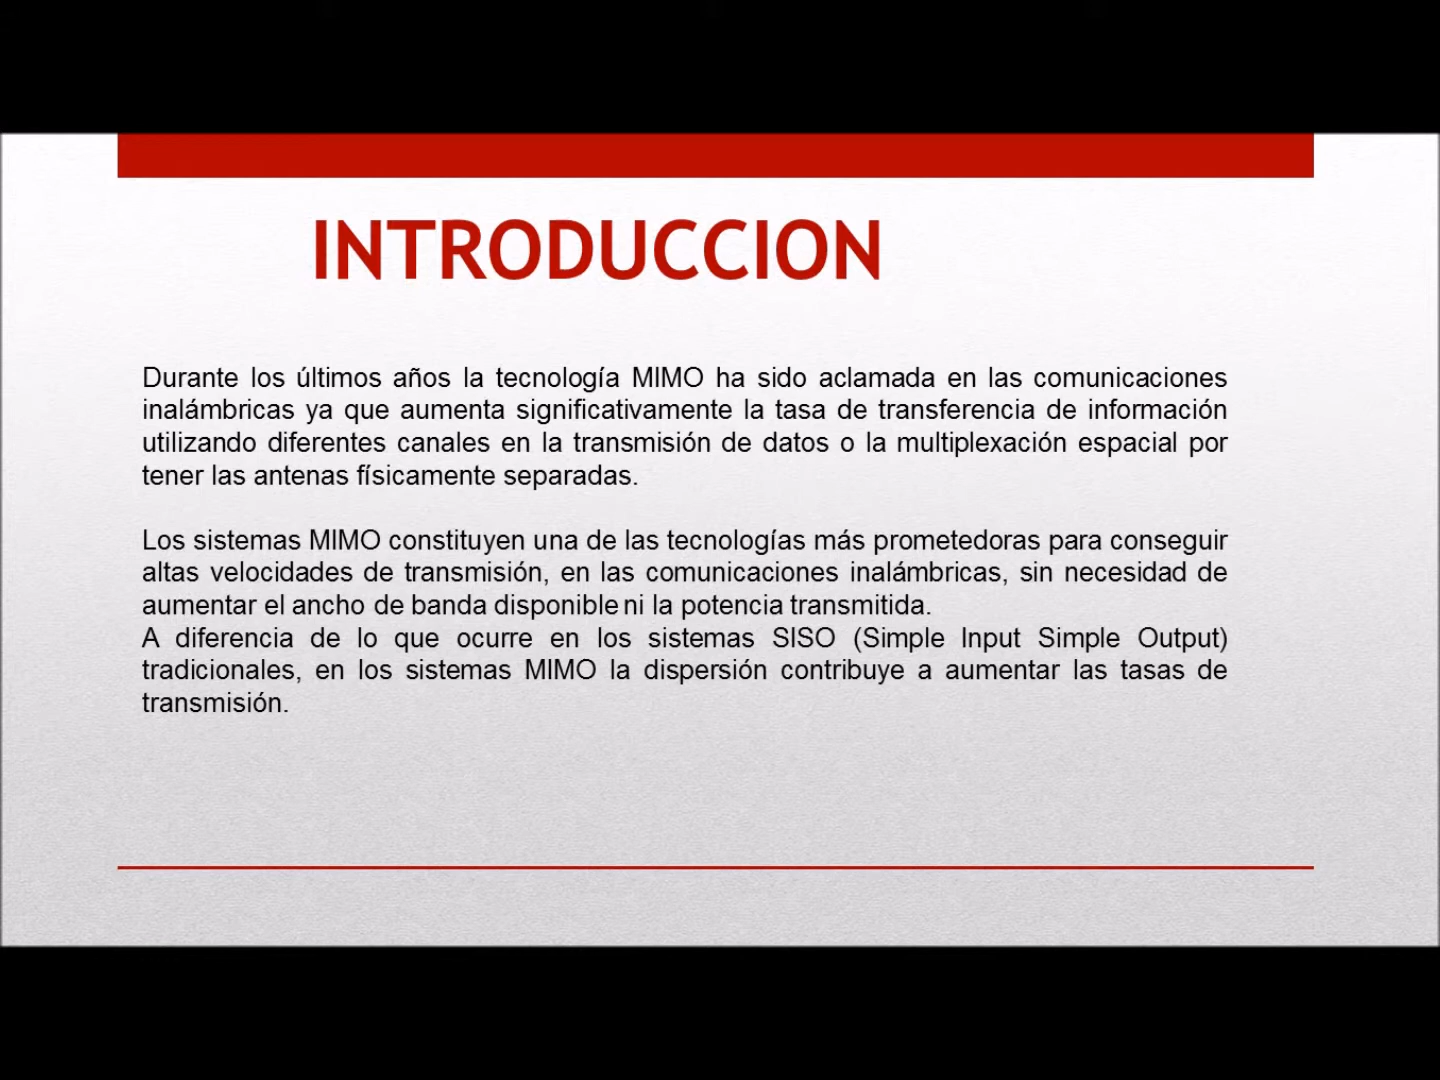 INTRODUCCION
Durante los últimos años la tecnología MIMO ha sido aclamada en las comunicaciones
inalámbricas ya que aumenta significativamente la tasa de transferencia de información
utilizando diferentes canales en la transmisión de datos o la multiplexación espacial por
tener las antenas físicamente separadas.
Los sistemas MIMO constituyen una de las tecnologías más prometedoras para conseguir
altas velocidades de transmisión, en las comunicaciones inalámbricas, sin necesidad de
aumentar el ancho de banda disponible ni la potencia transmitida.
A diferencia de lo que ocurre en los sistemas SISO (Simple Input Simple Output)
tradicionales, en los sistemas MIMO la dispersión contribuye a aumentar las tasas de
transmisión.